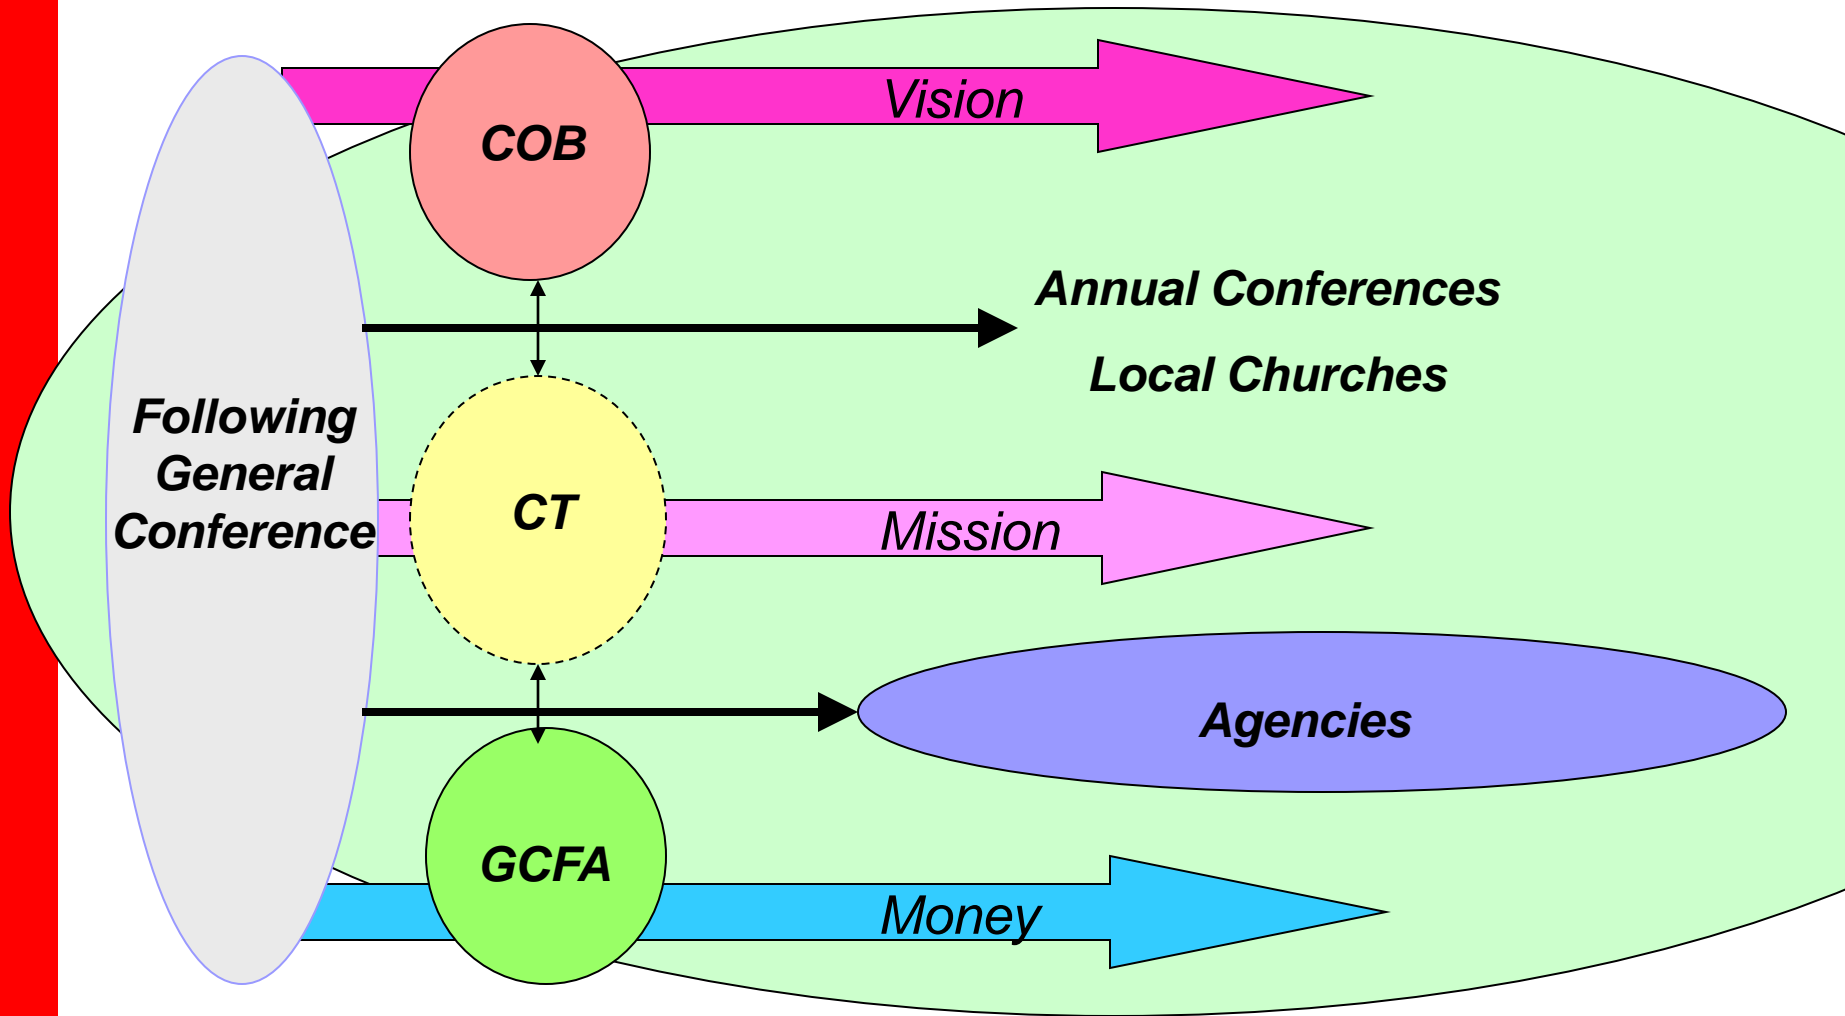 COB
Vision
Annual Conferences
Local Churches
Following
General
Conference
CT
Mission
Agencies
GCFA
Money